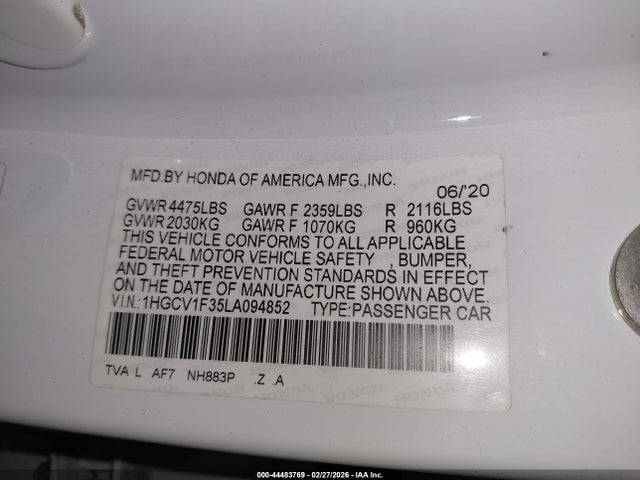 MFD.BY HONDA OF AMERICA MFG.,INC.
06/'20
GVWR 4475LBS GAWR F 2359LBS R 2116LBS
GVWR 2030KG GAWR F 1070KG R 960KG
THIS VEHICLE CONFORMS TO ALL APPLICABLE
FEDERAL MOTOR VEHICLE SAFETY , BUMPER,
AND THEFT PREVENTION STANDARDS IN EFFECT
ON THE DATE OF MANUFACTURE SHOWN ABOVE.
V.I.N.:1HGCV1F35LA094852 TYPE:PASSENGER CAR
TVA L AF7 NH883P .Z .A
000-44483769 - 02/27/2026 - IAA Inc.